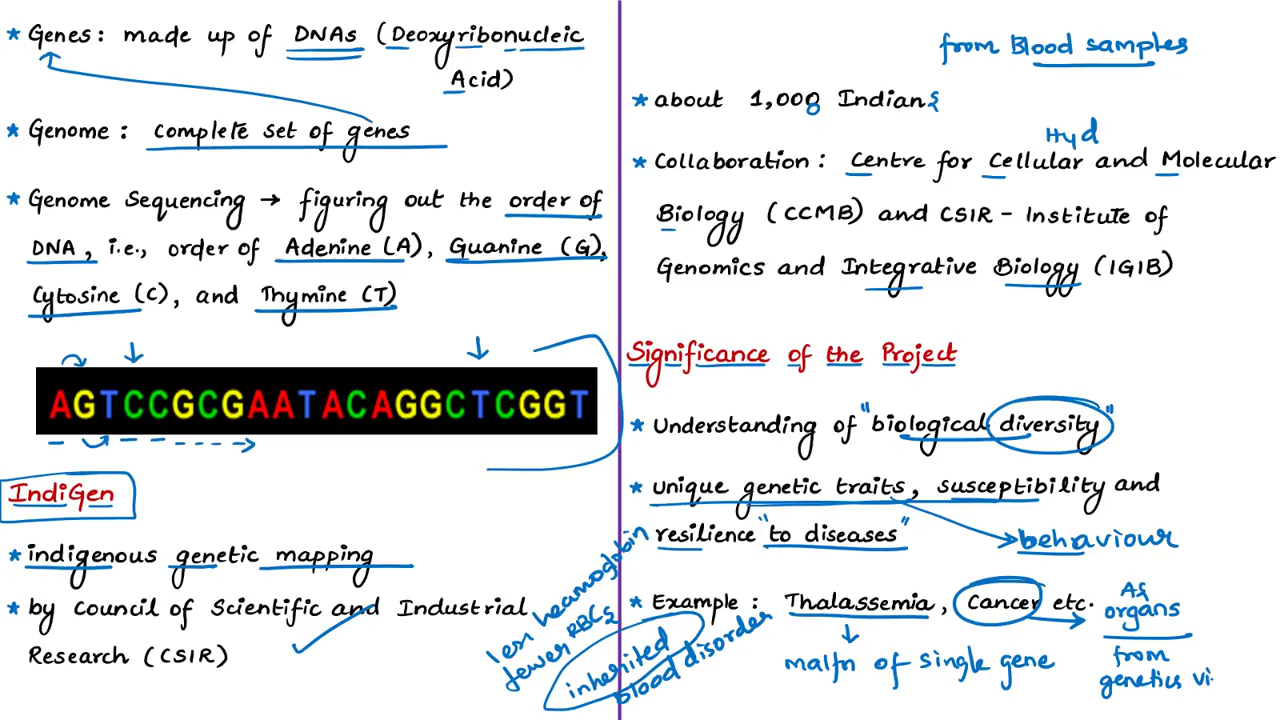 * Genes: made up of DNAs (Deoxyribonucleic
Acid)
* Genome: complete set of genes
* Genome Sequencing → figuring out the order of
DNA, i.e., order of Adenine (A), Guanine (G),
Cytosine (C), and Thymine (T)
AGTCCGCGAATACAGGCTCGGT
IndiGen
* indigenous genetic mapping
* by Council of Scientific and Industrial
Research (CSIR)
from Blood samples
* about 1,000 Indians
Hyd
* Collaboration: Centre for Cellular and Molecular
Biology (CCMB) and CSIR - Institute of
Genomics and Integrative Biology (IGIB)
Significance of the Project
* Understanding of "biological diversity"
* unique genetic traits, susceptibility and
resilience "to diseases"
behaviour
* Example: Thalassemia, Cancer etc.
malfn of single gene
less heamoglobin
fewer RBCs
inherited
blood disorder
organs
from
genetics vi